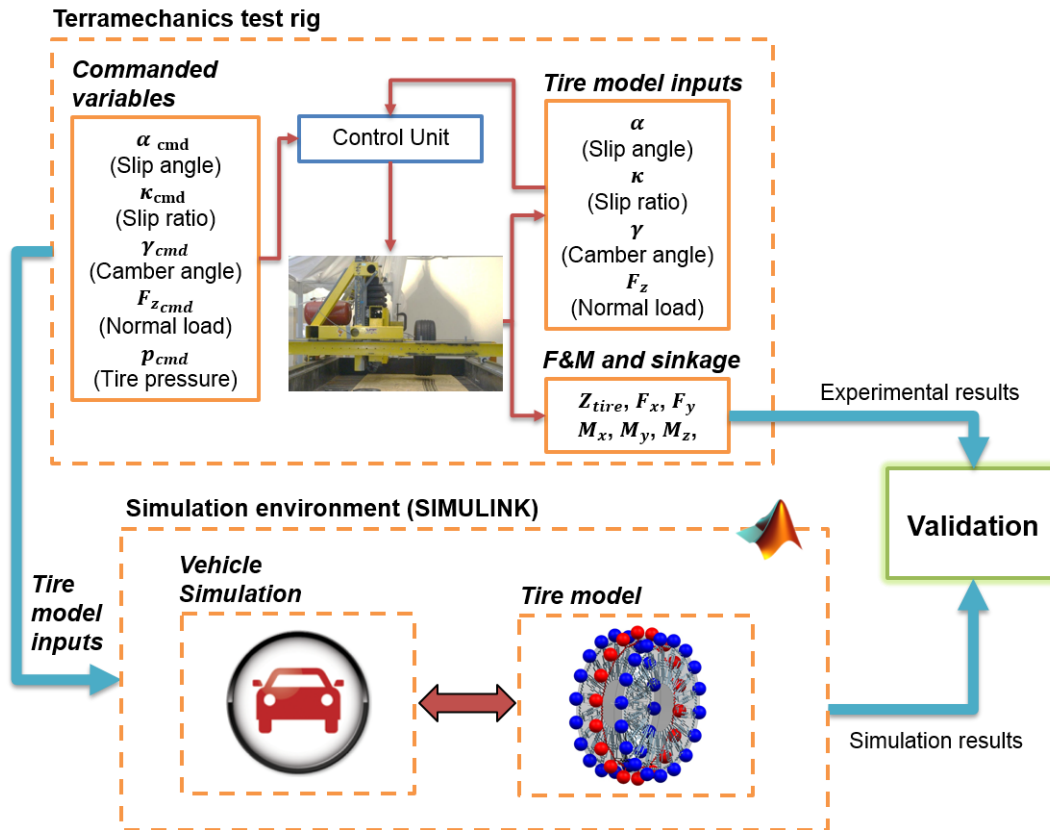 Terramechanics test rig
Commanded
variables
α cmd
(Slip angle)
κcmd
(Slip ratio)
γcmd
(Camber angle)
Fzcmd
(Normal load)
pcmd
(Tire pressure)
Control Unit
Tire model inputs
α
(Slip angle)
κ
(Slip ratio)
γ
(Camber angle)
Fz
(Normal load)
F&M and sinkage
Ztire, Fx, Fy
Mx, My, Mz,
Experimental results
Validation
Simulation environment (SIMULINK)
Tire
model
inputs
Vehicle
Simulation
Tire model
Simulation results